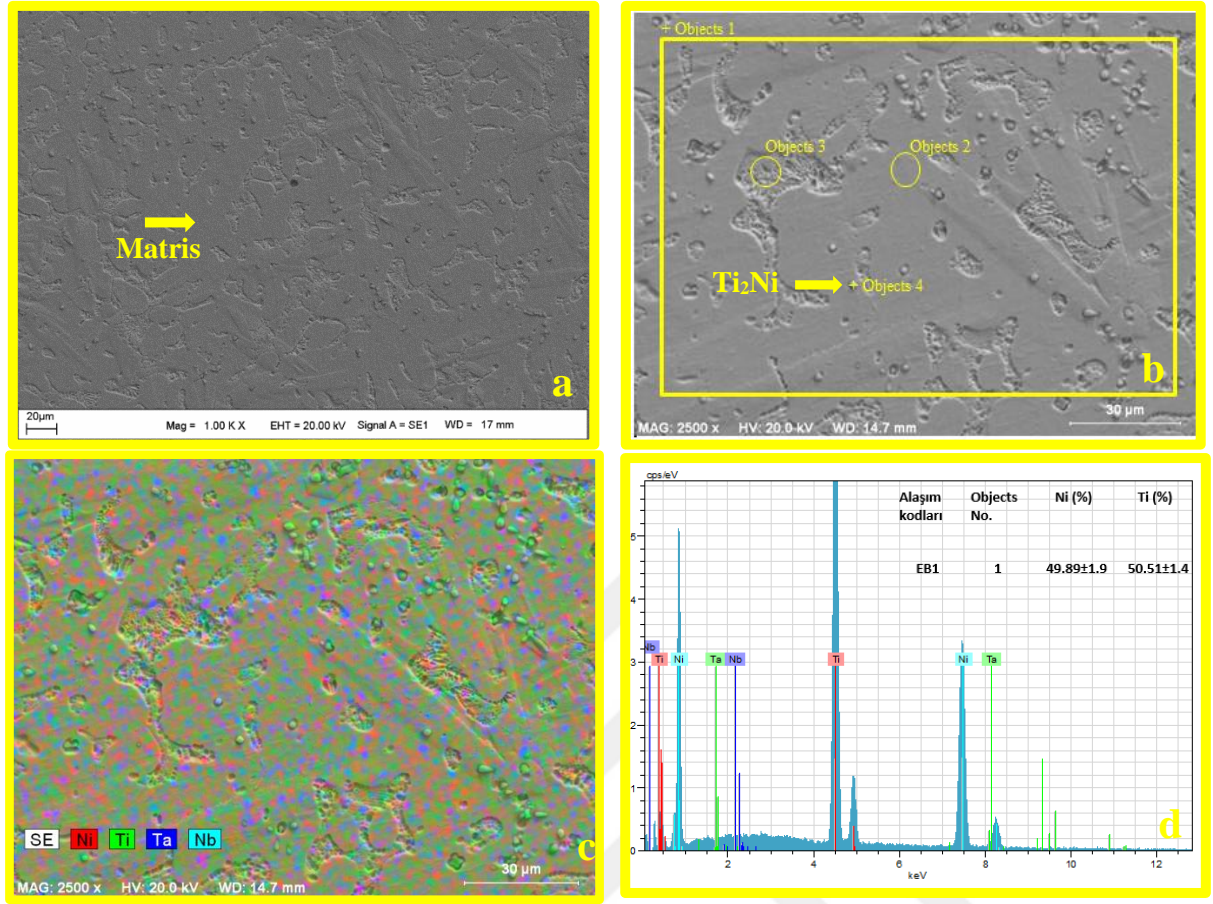 Matris
a
20µm
Mag = 1.00 K X EHT = 20.00 kV Signal A = SE1 WD = 17 mm
+ Objects 1
Objects 3
Objects 2
Ti₂Ni
+ Objects 4
b
30 µm
MAG: 2500 x HV: 20.0 kV WD: 14.7 mm
SE Ni Ti Ta Nb
c
30 µm
MAG: 2500 x HV: 20.0 kV WD: 14.7 mm
cps/eV
Alaşım Objects Ni (%) Ti (%)
kodları No.
EB1 1 49.89±1.9 50.51±1.4
5
4
Nb
Ti Ni Ta Nb Ti Ni Ta
3
2
1
0
d
2 4 6 8 10 12
keV